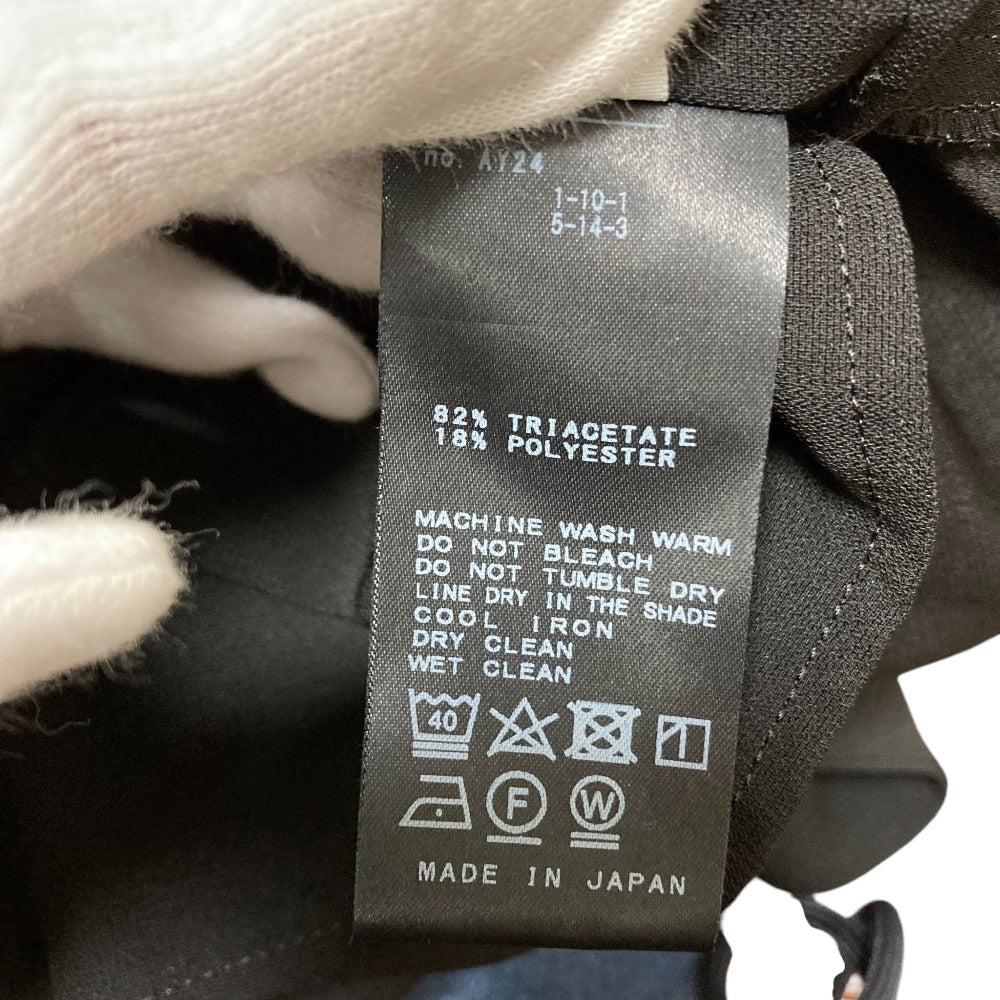 no. AY24
1-10-1
5-14-3
82% TRIACETATE
18% POLYESTER
MACHINE WASH WARM
DO NOT BLEACH
DO NOT TUMBLE DRY
LINE DRY IN THE SHADE
COOL IRON
DRY CLEAN
WET CLEAN
40
F W
MADE IN JAPAN